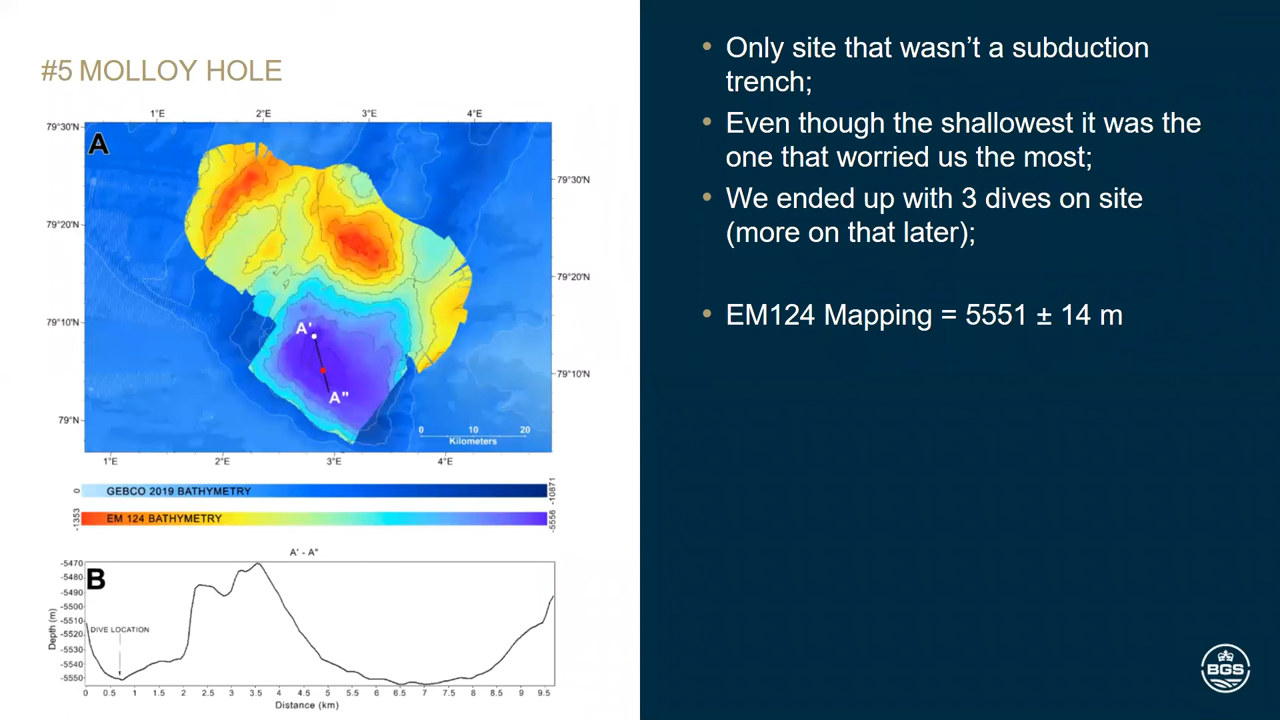 #5 MOLLOY HOLE
1°E 2°E 3°E 4°E
79°30'N
79°20'N
79°10'N
79°N
79°30'N
79°20'N
79°10'N
A
A'
A"
0 10 20
Kilometers
1°E 2°E 3°E 4°E
0 GEBCO 2019 BATHYMETRY -10871
-1353 EM 124 BATHYMETRY -5556
A' - A"
B
-5470
-5480
-5490
-5500
-5510
-5520
-5530
-5540
-5550
Depth (m)
DIVE LOCATION
0 0.5 1 1.5 2 2.5 3 3.5 4 4.5 5 5.5 6 6.5 7 7.5 8 8.5 9 9.5
Distance (km)
• Only site that wasn’t a subduction
trench;
• Even though the shallowest it was the
one that worried us the most;
• We ended up with 3 dives on site
(more on that later);
• EM124 Mapping = 5551 ± 14 m
BGS